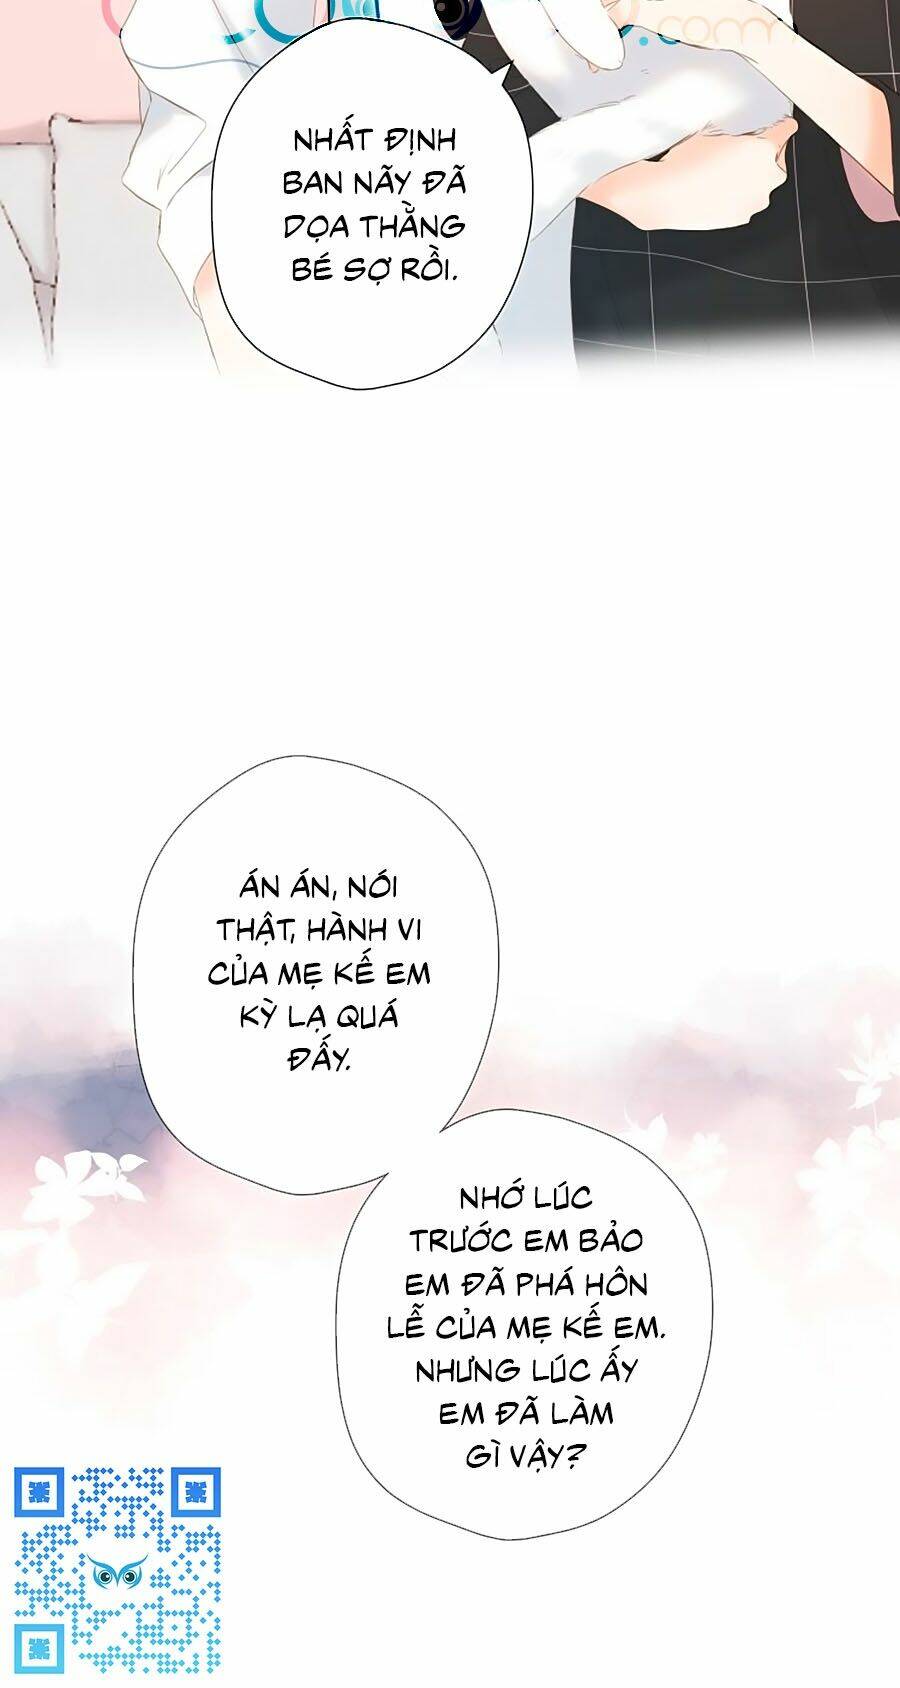 .com
NHẤT ĐỊNH
BAN NÃY ĐÃ
DỌA THẰNG
BÉ SỢ RỒI.
ÁN ÁN, NÓI
THẬT, HÀNH VI
CỦA MẸ KẾ EM
KỲ LẠ QUÁ
ĐẤY.
NHỚ LÚC
TRƯỚC EM BẢO
EM ĐÃ PHÁ HÔN
LỄ CỦA MẸ KẾ EM.
NHƯNG LÚC ẤY
EM ĐÃ LÀM
GÌ VẬY?